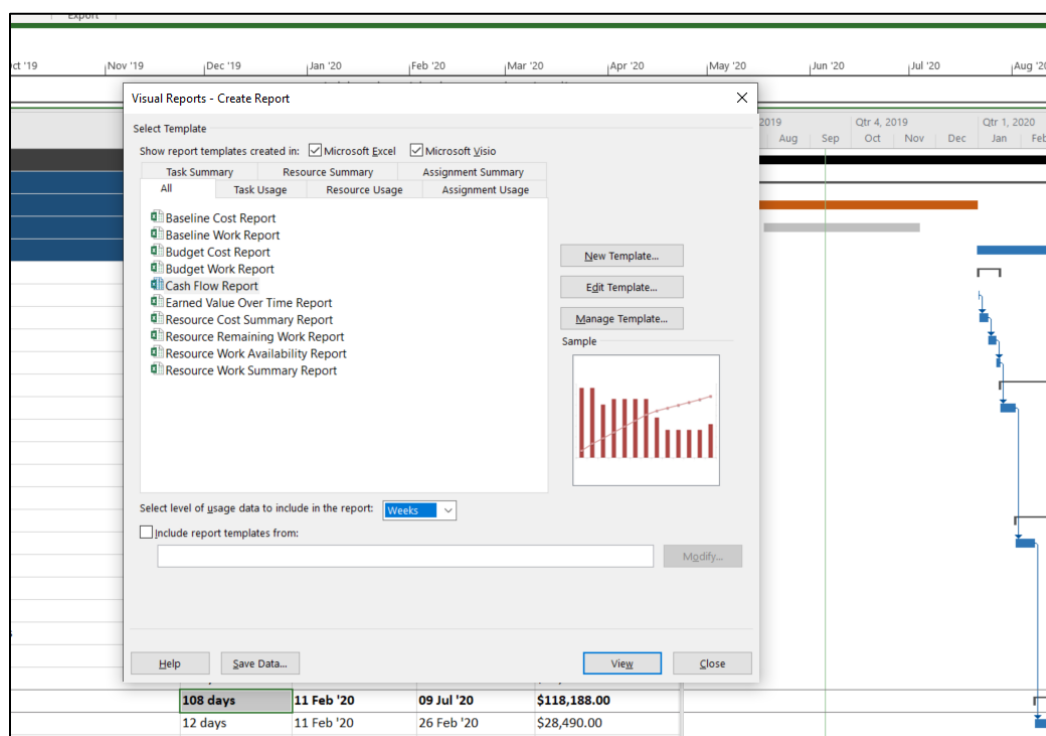 Export
ct '19 Nov '19 Dec '19 Jan '20 Feb '20 Mar '20 Apr '20 May '20 Jun '20 Jul '20 Aug '20
Visual Reports - Create Report
2019 Qtr 4, 2019 Qtr 1, 2020
Aug Sep Oct Nov Dec Jan Feb
Select Template
Show report templates created in: Microsoft Excel Microsoft Visio
Task Summary Resource Summary Assignment Summary
All Task Usage Resource Usage Assignment Usage
Baseline Cost Report
Baseline Work Report
Budget Cost Report
Budget Work Report
Cash Flow Report
Earned Value Over Time Report
Resource Cost Summary Report
Resource Remaining Work Report
Resource Work Availability Report
Resource Work Summary Report
New Template...
Edit Template...
Manage Template...
Sample
Select level of usage data to include in the report: Weeks
Include report templates from:
Modify...
Help Save Data... View Close
108 days 11 Feb '20 09 Jul '20 $118,188.00
12 days 11 Feb '20 26 Feb '20 $28,490.00